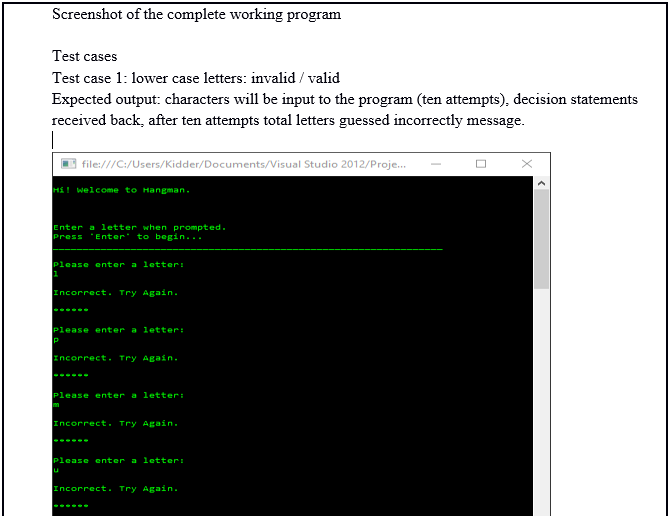 Screenshot of the complete working program
Test cases
Test case 1: lower case letters: invalid / valid
Expected output: characters will be input to the program (ten attempts), decision statements
received back, after ten attempts total letters guessed incorrectly message.
file:///C:/Users/Kidder/Documents/Visual Studio 2012/Proje...
Hi! Welcome to Hangman.
Enter a letter when prompted.
Press 'Enter' to begin...
Please enter a letter:
l
Incorrect. Try Again.
******
Please enter a letter:
p
Incorrect. Try Again.
******
Please enter a letter:
m
Incorrect. Try Again.
******
Please enter a letter:
u
Incorrect. Try Again.
******